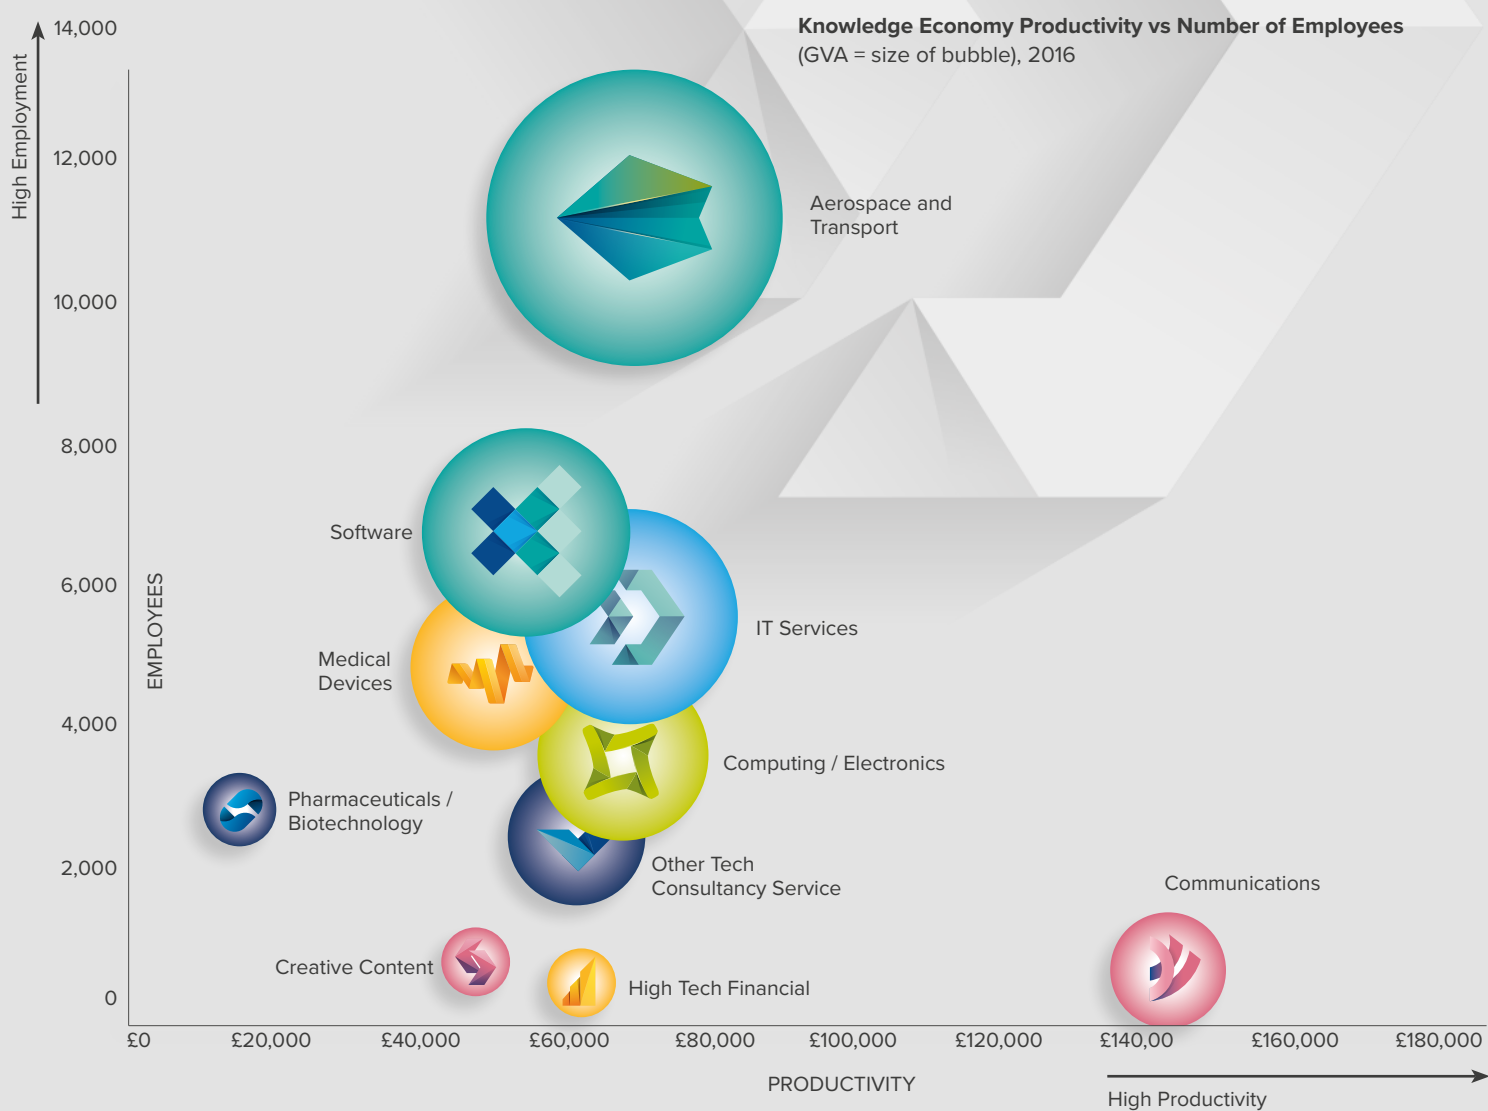 Knowledge Economy Productivity vs Number of Employees
(GVA = size of bubble), 2016
High Employment
14,000
12,000
10,000
8,000
6,000
4,000
2,000
0
EMPLOYEES
Aerospace and
Transport
Software
IT Services
Medical
Devices
Computing / Electronics
Pharmaceuticals /
Biotechnology
Other Tech
Consultancy Service
Communications
Creative Content
High Tech Financial
£0
£20,000
£40,000
£60,000
£80,000
£100,000
£120,000
£140,00
£160,000
£180,000
PRODUCTIVITY
High Productivity